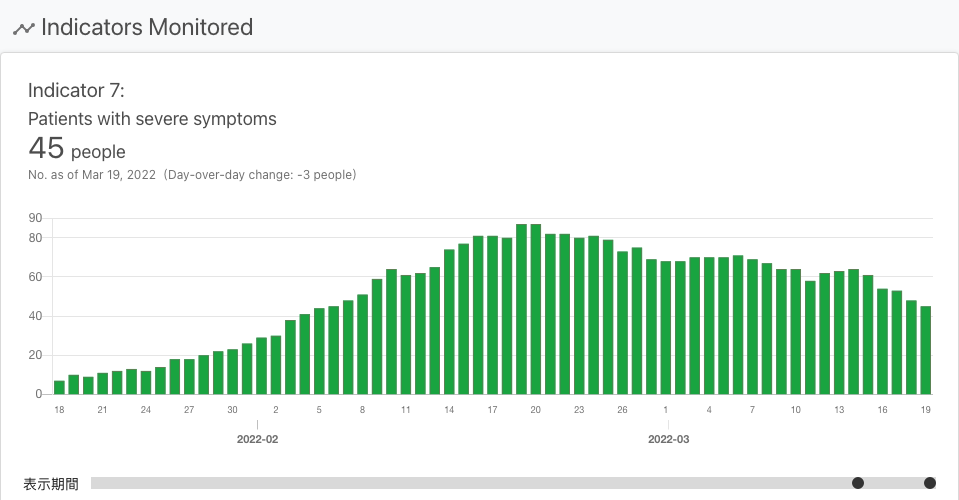 Indicators Monitored
Indicator 7:
Patients with severe symptoms
45 people
No. as of Mar 19, 2022 (Day-over-day change: -3 people)
90
80
60
40
20
0
18 21 24 27 30 2 5 8 11 14 17 20 23 26 1 4 7 10 13 16 19
2022-02 2022-03
表示期間